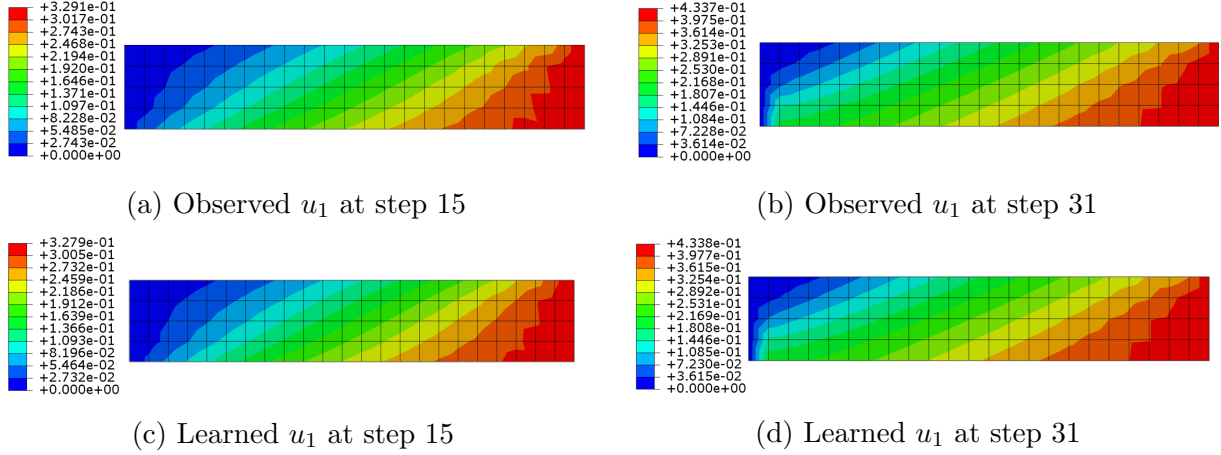 +3.291e-01
+3.017e-01
+2.743e-01
+2.468e-01
+2.194e-01
+1.920e-01
+1.646e-01
+1.371e-01
+1.097e-01
+8.228e-02
+5.485e-02
+2.743e-02
+0.000e+00
(a) Observed u₁ at step 15
+4.337e-01
+3.975e-01
+3.614e-01
+3.253e-01
+2.891e-01
+2.530e-01
+2.168e-01
+1.807e-01
+1.446e-01
+1.084e-01
+7.228e-02
+3.614e-02
+0.000e+00
(b) Observed u₁ at step 31
+3.279e-01
+3.005e-01
+2.732e-01
+2.459e-01
+2.186e-01
+1.912e-01
+1.639e-01
+1.366e-01
+1.093e-01
+8.196e-02
+5.464e-02
+2.732e-02
+0.000e+00
(c) Learned u₁ at step 15
+4.338e-01
+3.977e-01
+3.615e-01
+3.254e-01
+2.892e-01
+2.531e-01
+2.169e-01
+1.808e-01
+1.446e-01
+1.085e-01
+7.230e-02
+3.615e-02
+0.000e+00
(d) Learned u₁ at step 31